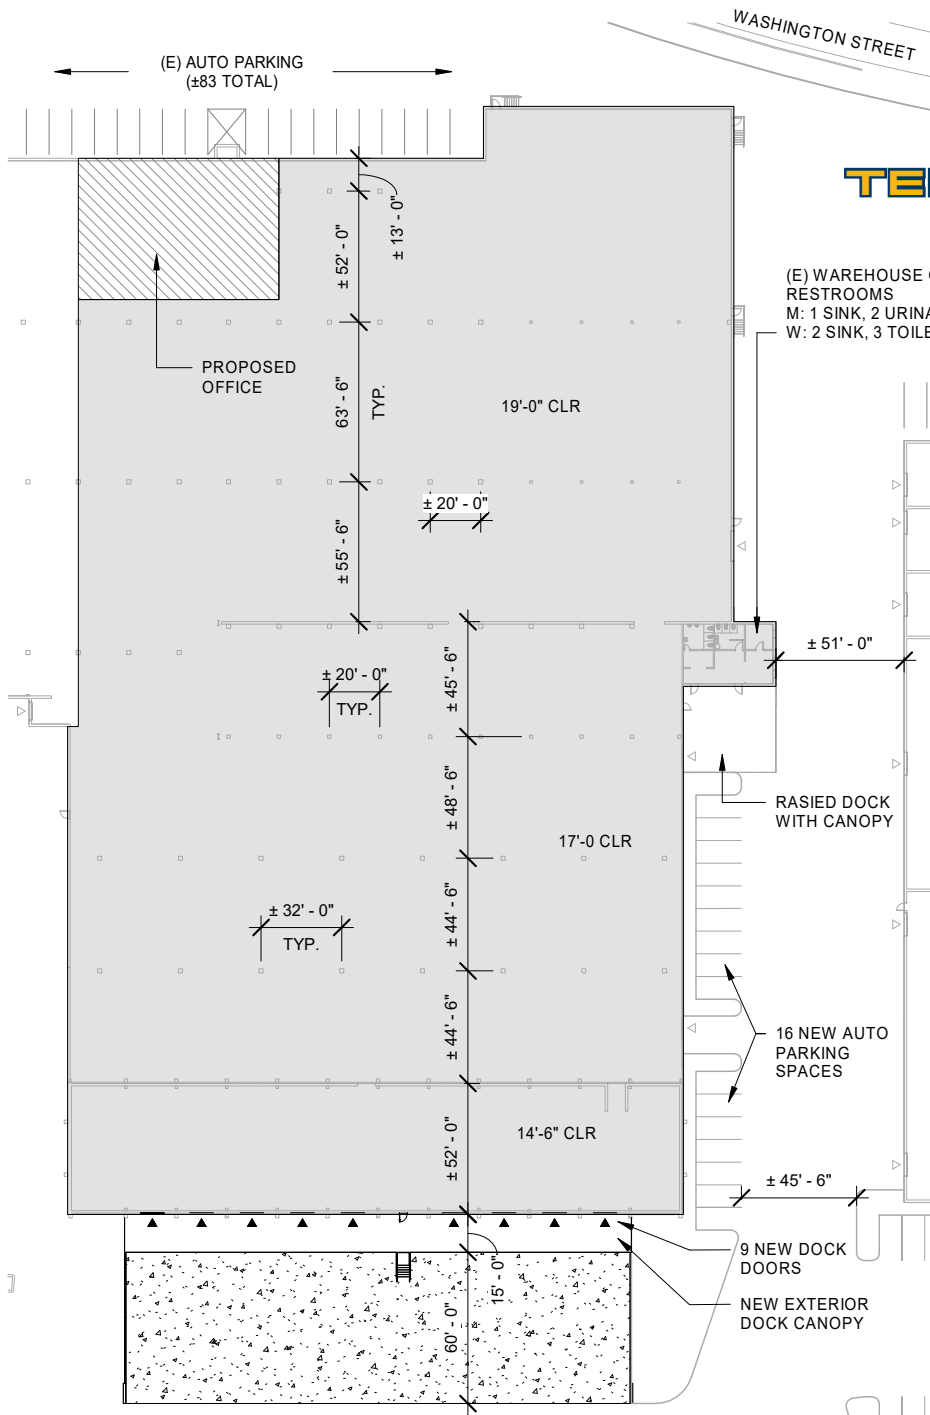 WASHINGTON STREET
(E) AUTO PARKING
(±83 TOTAL)
± 13' - 0"
± 52' - 0"
(E) WAREHOUSE
RESTROOMS
M: 1 SINK, 2
W: 2 SINK, 3
PROPOSED
OFFICE
63' - 6"
TYP.
19'-0" CLR
± 20' - 0"
± 55' - 6"
± 51' - 0"
± 20' - 0"
TYP.
± 45' - 6"
± 48' - 6"
RASIED DOCK
WITH CANOPY
17'-0 CLR
± 32' - 0"
TYP.
± 44' - 6"
± 44' - 6"
16 NEW AUTO
PARKING
SPACES
14'-6" CLR
± 52' - 0"
± 45' - 6"
9 NEW DOCK
DOORS
15' - 0"
60' - 0"
NEW EXTERIOR
DOCK CANOPY